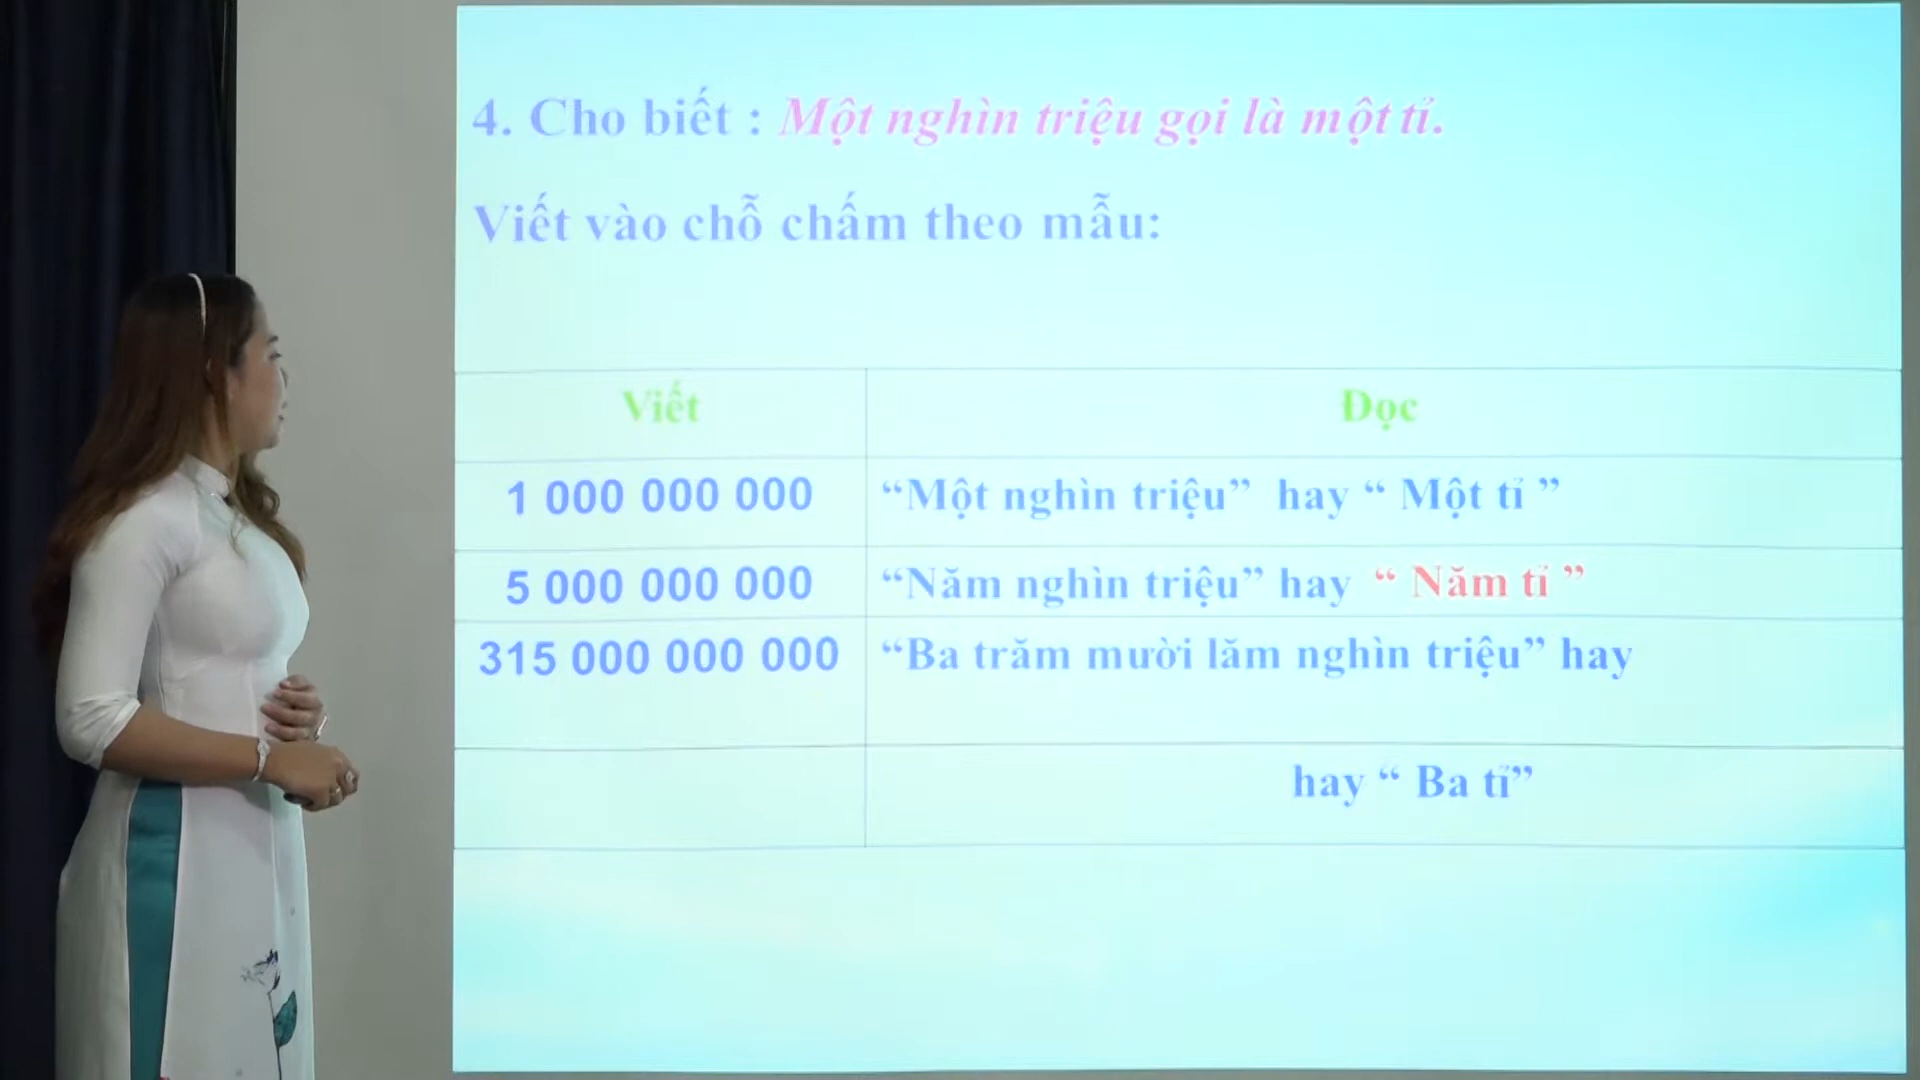 4. Cho biết : Một nghìn triệu gọi là một tỉ.
Viết vào chỗ chấm theo mẫu:
Viết Đọc
1 000 000 000 “Một nghìn triệu” hay “ Một tỉ ”
5 000 000 000 “Năm nghìn triệu” hay “ Năm tỉ ”
315 000 000 000 “Ba trăm mười lăm nghìn triệu” hay
hay “ Ba tỉ”